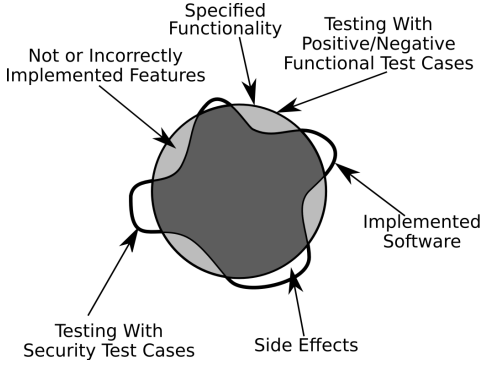 Specified
Functionality
Testing With
Positive/Negative
Functional Test Cases
Not or Incorrectly
Implemented Features
Implemented
Software
Testing With
Security Test Cases
Side Effects